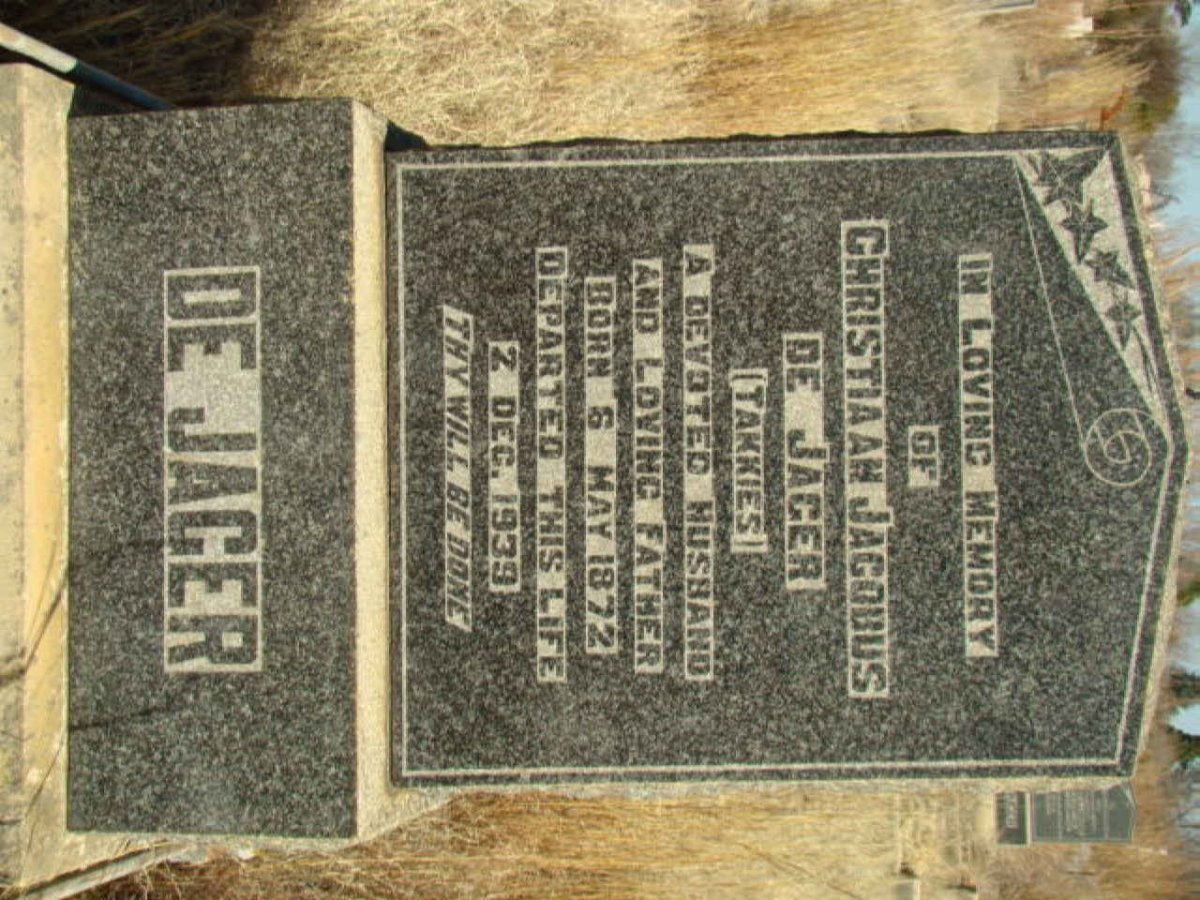 IN LOVING MEMORY
OF
CHRISTIAAN JACOBUS
DE JAGER
(TAKKIES)
A DEVOTED HUSBAND
AND LOVING FATHER
BORN 6 MAY 1872
DEPARTED THIS LIFE
2 DEC. 1939
THY WILL BE DONE
DE JAGER